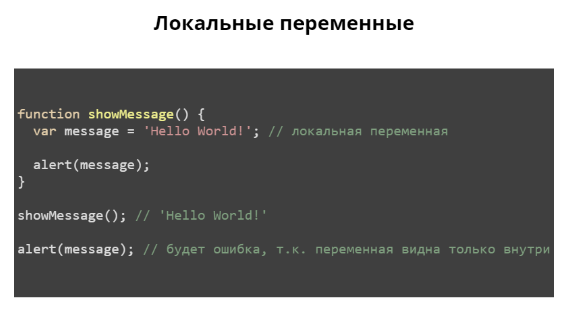 Локальные переменные
function showMessage() {
var message = 'Hello World!'; // локальная переменная
alert(message);
}
showMessage(); // 'Hello World!'
alert(message); // будет ошибка, т.к. переменная видна только внутри